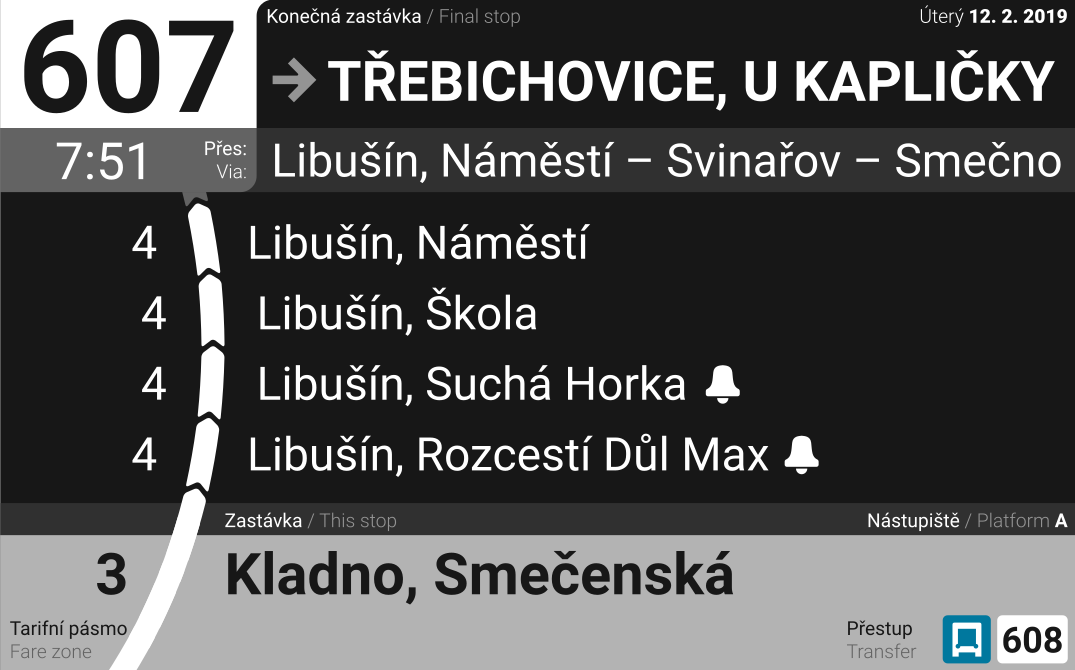 607
Konečná zastávka / Final stop
Úterý 12. 2. 2019
TŘEBICHOVICE, U KAPLIČKY
7:51
Přes:
Via:
Libušín, Náměstí – Svinařov – Smečno
4 Libušín, Náměstí
4 Libušín, Škola
4 Libušín, Suchá Horka
4 Libušín, Rozcestí Důl Max
Zastávka / This stop
Nástupiště / Platform A
3 Kladno, Smečenská
Tarifní pásmo
Fare zone
Přestup
Transfer
608